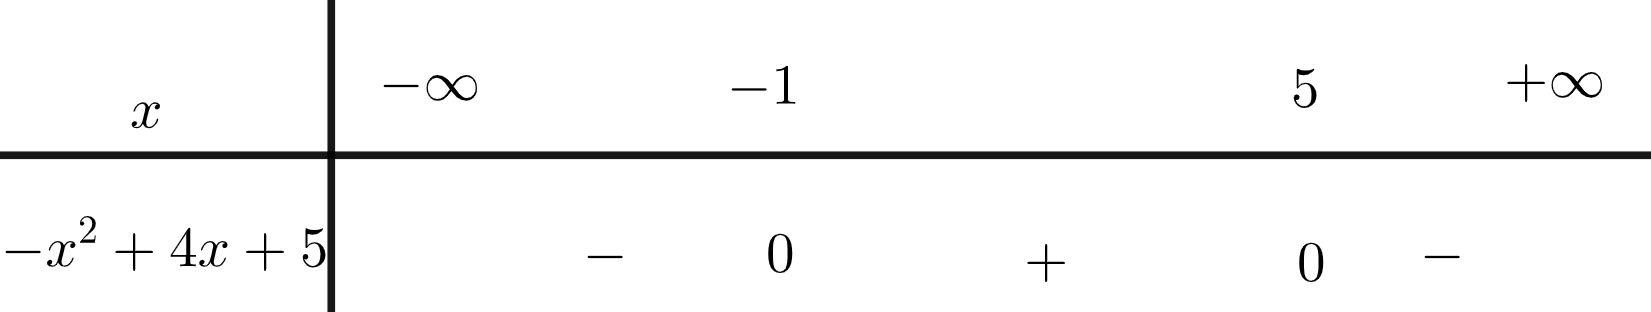 x −∞ −1 5 +∞
−x² + 4x + 5 − 0 + 0 −